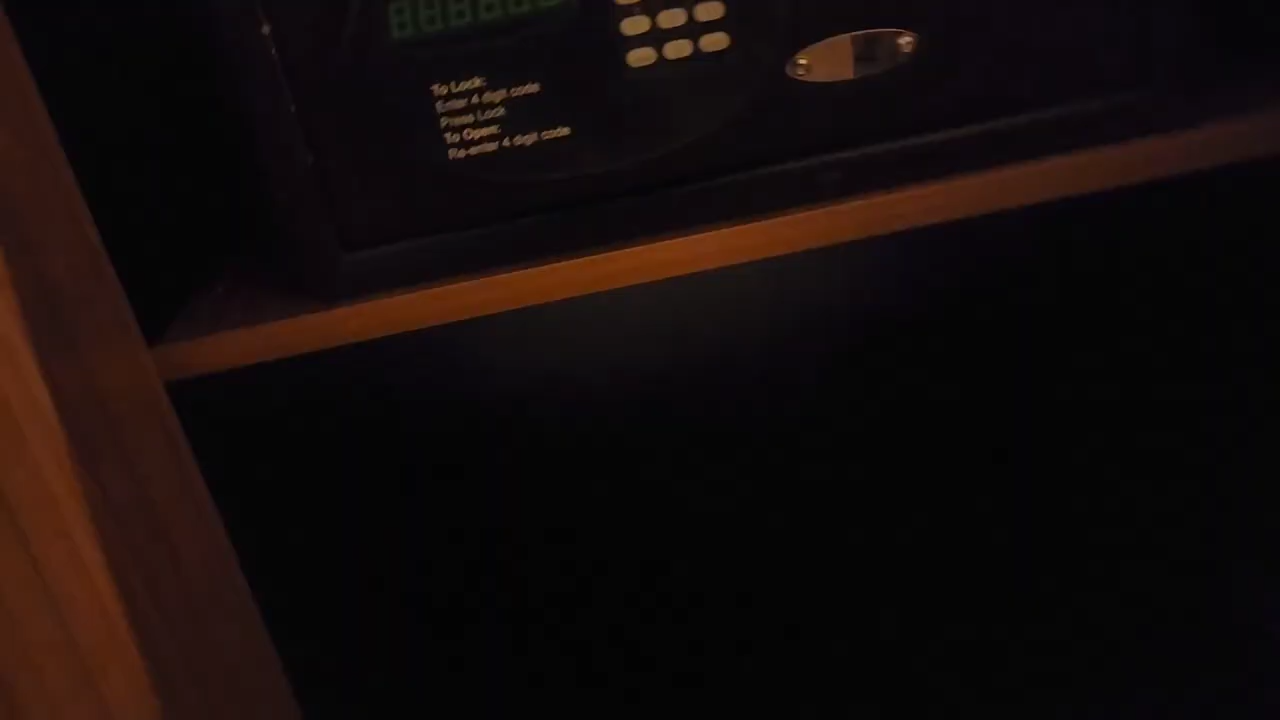 To Lock:
Enter 4 digit code
Press Lock
To Open:
Re-enter 4 digit code